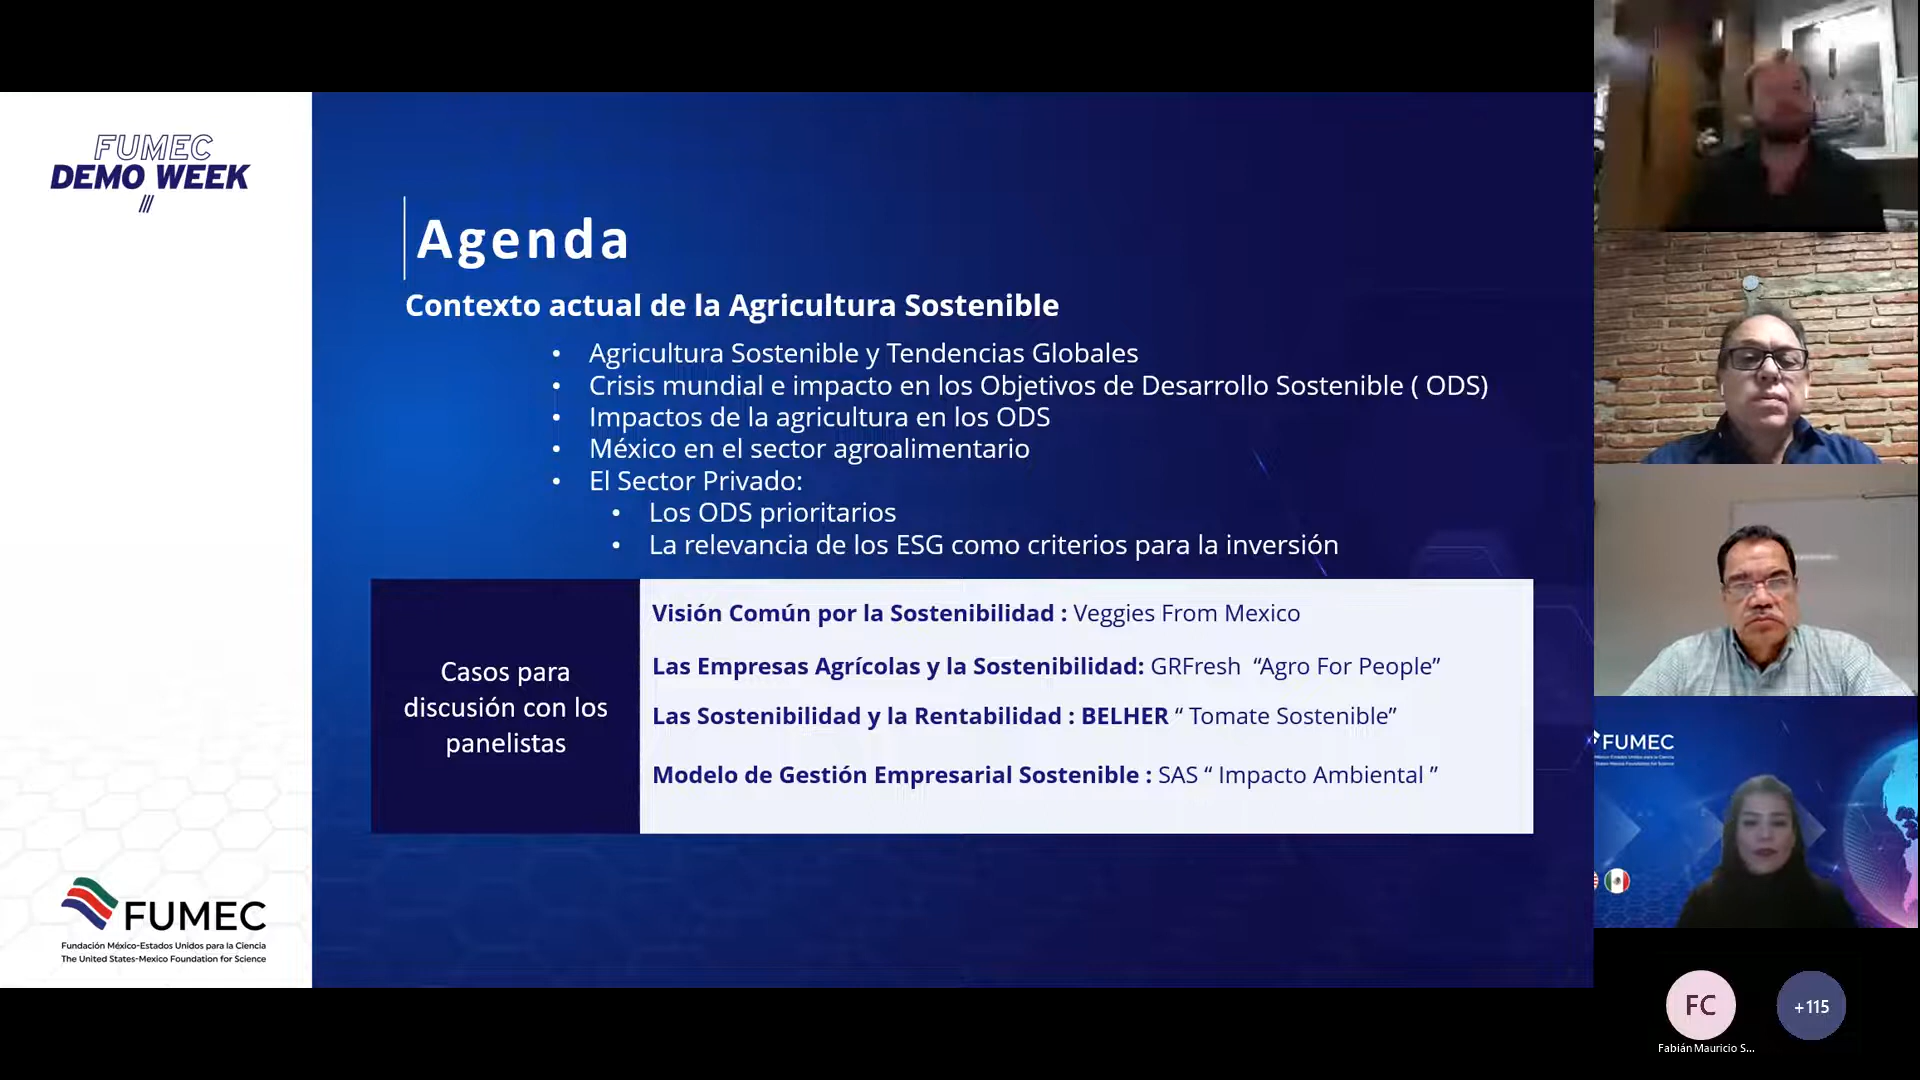 FUMEC
DEMO WEEK
Agenda
Contexto actual de la Agricultura Sostenible
• Agricultura Sostenible y Tendencias Globales
• Crisis mundial e impacto en los Objetivos de Desarrollo Sostenible ( ODS)
• Impactos de la agricultura en los ODS
• México en el sector agroalimentario
• El Sector Privado:
• Los ODS prioritarios
• La relevancia de los ESG como criterios para la inversión
Casos para
discusión con los
panelistas
Visión Común por la Sostenibilidad : Veggies From Mexico
Las Empresas Agrícolas y la Sostenibilidad: GRFresh “Agro For People”
Las Sostenibilidad y la Rentabilidad : BELHER “ Tomate Sostenible”
Modelo de Gestión Empresarial Sostenible : SAS “ Impacto Ambiental ”
FUMEC
Fundación México-Estados Unidos para la Ciencia
The United States-Mexico Foundation for Science
FUMEC
FC
+115
Fabián Mauricio S...